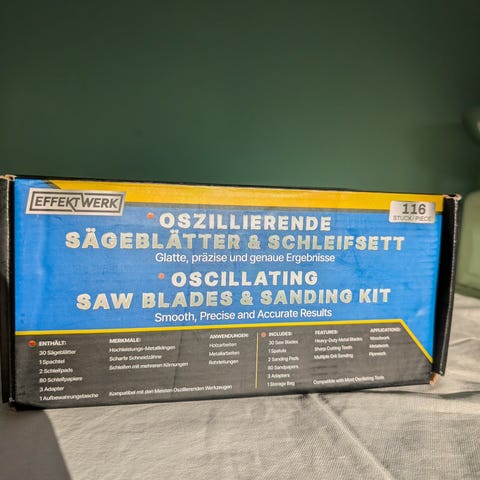 EFFEKTWERK
116
STÜCK / PIECE
OSZILLIERENDE
SÄGEBLÄTTER & SCHLEIFSETT
Glatte, präzise und genaue Ergebnisse
OSCILLATING
SAW BLADES & SANDING KIT
Smooth, Precise and Accurate Results
ENTHÄLT:
30 Sägeblätter
1 Spachtel
2 Schleifpads
80 Schleifpapiere
3 Adapter
1 Aufbewahrungstasche
MERKMALE:
Hochleistungs-Metallklingen
Scharfe Schneidzähne
Schleifen mit mehreren Körnungen
ANWENDUNGEN:
Holzarbeiten
Metallarbeiten
Rohrleitungen
Kompatibel mit den Meisten Oszillierenden Werkzeugen
INCLUDES:
30 Saw Blades
1 Spatula
2 Sanding Pads
80 Sandpapers
3 Adapters
1 Storage Bag
FEATURES:
Heavy-Duty Metal Blades
Sharp Cutting Teeth
Multiple Grit Sanding
APPLICATIONS:
Woodwork
Metalwork
Pipework
Compatible with Most Oscillating Tools